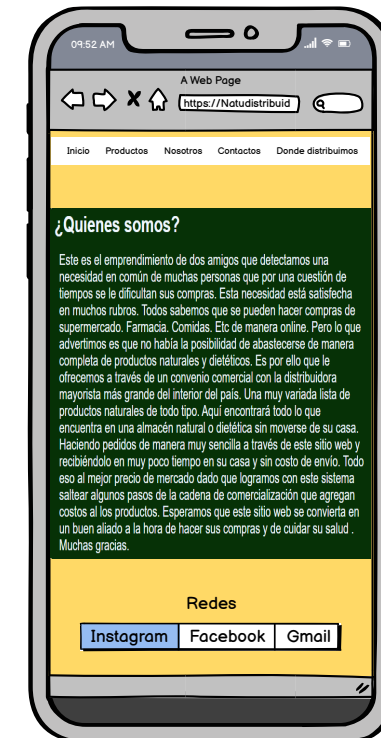 09:52 AM
A Web Page
https://Natudistribuid
Inicio Productos Nosotros Contactos Donde distribuimos
¿Quienes somos?
Este es el emprendimiento de dos amigos que detectamos una
necesidad en común de muchas personas que por una cuestión de
tiempos se le dificultan sus compras. Esta necesidad está satisfecha
en muchos rubros. Todos sabemos que se pueden hacer compras de
supermercado. Farmacia. Comidas. Etc de manera online. Pero lo que
advertimos es que no había la posibilidad de abastecerse de manera
completa de productos naturales y dietéticos. Es por ello que le
ofrecemos a través de un convenio comercial con la distribuidora
mayorista más grande del interior del país. Una muy variada lista de
productos naturales de todo tipo. Aquí encontrará todo lo que
encuentra en una almacén natural o dietética sin moverse de su casa.
Haciendo pedidos de manera muy sencilla a través de este sitio web y
recibiéndolo en muy poco tiempo en su casa y sin costo de envío. Todo
eso al mejor precio de mercado dado que logramos con este sistema
saltear algunos pasos de la cadena de comercialización que agregan
costos al los productos. Esperamos que este sitio web se convierta en
un buen aliado a la hora de hacer sus compras y de cuidar su salud .
Muchas gracias.
Redes
Instagram Facebook Gmail